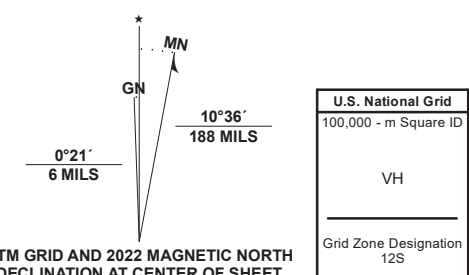 ★
MN
GN
10°36´
188 MILS
0°21´
6 MILS
TM GRID AND 2022 MAGNETIC NORTH
DECLINATION AT CENTER OF SHEET
U.S. National Grid
100,000 - m Square ID
VH
Grid Zone Designation
12S